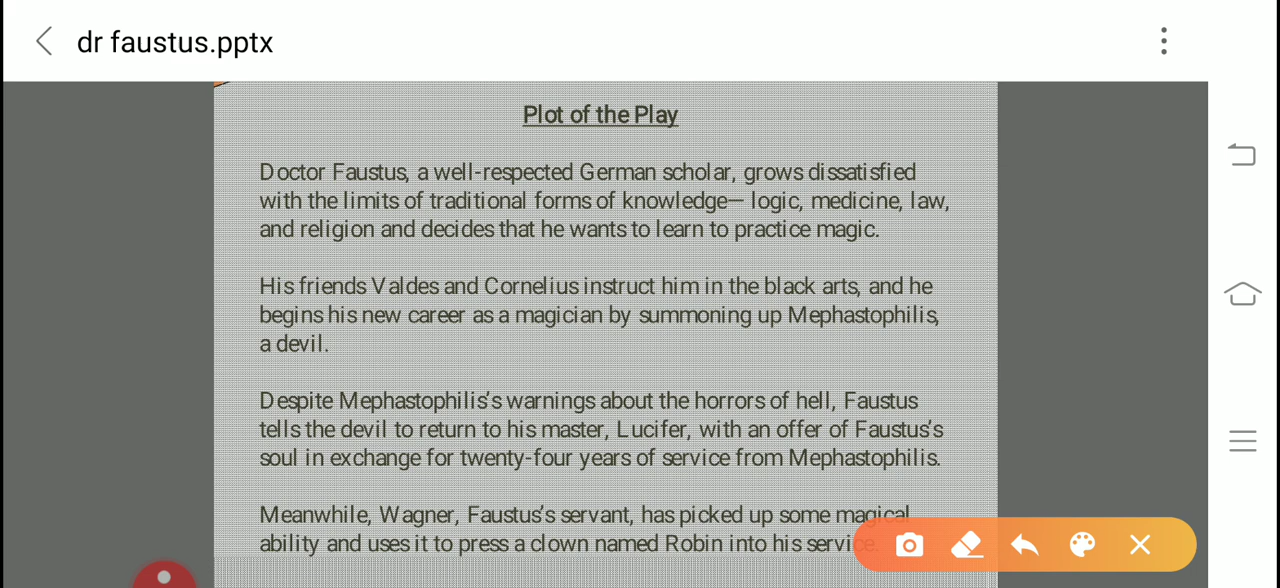 dr faustus.pptx
Plot of the Play
Doctor Faustus, a well-respected German scholar, grows dissatisfied
with the limits of traditional forms of knowledge— logic, medicine, law,
and religion and decides that he wants to learn to practice magic.
His friends Valdes and Cornelius instruct him in the black arts, and he
begins his new career as a magician by summoning up Mephastophilis,
a devil.
Despite Mephastophilis's warnings about the horrors of hell, Faustus
tells the devil to return to his master, Lucifer, with an offer of Faustus's
soul in exchange for twenty-four years of service from Mephastophilis.
Meanwhile, Wagner, Faustus's servant, has picked up some magical
ability and uses it to press a clown named Robin into his service.